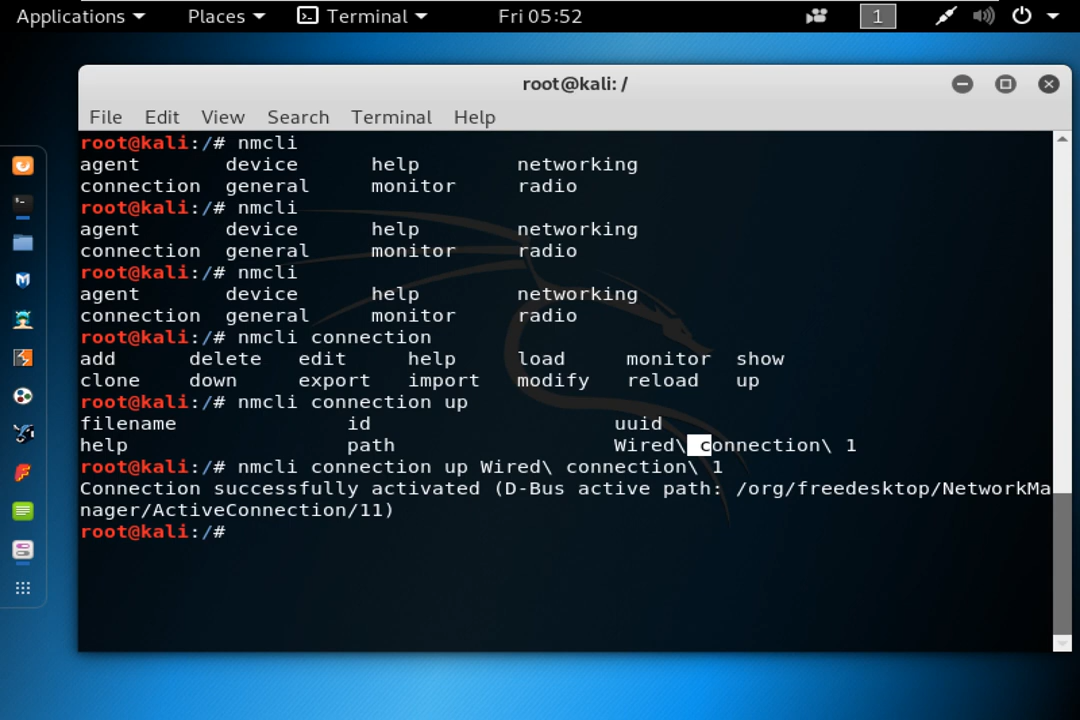 Applications Places Terminal Fri 05:52 1
root@kali: /
File Edit View Search Terminal Help
root@kali:/# nmcli
agent device help networking
connection general monitor radio
root@kali:/# nmcli
agent device help networking
connection general monitor radio
root@kali:/# nmcli
agent device help networking
connection general monitor radio
root@kali:/# nmcli connection
add delete edit help load monitor show
clone down export import modify reload up
root@kali:/# nmcli connection up
filename id uuid
help path Wired\ connection\ 1
root@kali:/# nmcli connection up Wired\ connection\ 1
Connection successfully activated (D-Bus active path: /org/freedesktop/NetworkMa
nager/ActiveConnection/11)
root@kali:/#